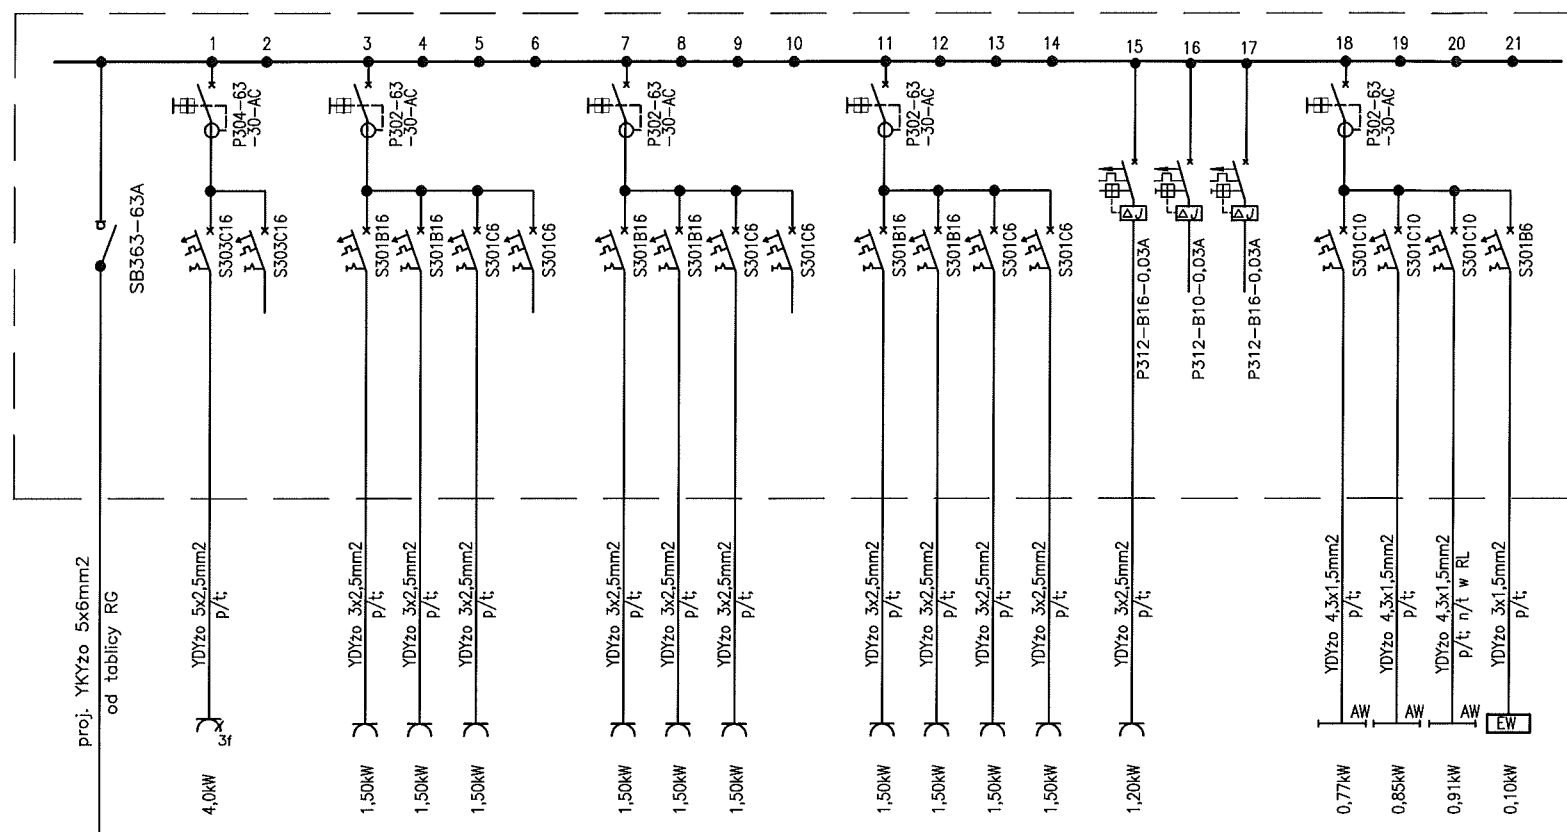 1 2 3 4 5 6 7 8 9 10 11 12 13 14 15 16 17 18 19 20 21
P304-63
-30-AC
P302-63
-30-AC
P302-63
-30-AC
P302-63
-30-AC
P302-63
-30-AC
SB363-63A
S303C16
S303C16
S301B16
S301B16
S301C6
S301C6
S301B16
S301B16
S301C6
S301C6
S301B16
S301B16
S301C6
S301C6
P312-B16-0,03A
P312-B10-0,03A
P312-B16-0,03A
S301C10
S301C10
S301C10
S301B6
proj. YKYżo 5x6mm2
od tablicy RG
YDYżo 5x2,5mm2
p/t;
YDYżo 3x2,5mm2
p/t;
YDYżo 3x2,5mm2
p/t;
YDYżo 3x2,5mm2
p/t;
YDYżo 3x2,5mm2
p/t;
YDYżo 3x2,5mm2
p/t;
YDYżo 3x2,5mm2
p/t;
YDYżo 3x2,5mm2
p/t;
YDYżo 3x2,5mm2
p/t;
YDYżo 3x2,5mm2
p/t;
YDYżo 3x2,5mm2
p/t;
YDYżo 3x2,5mm2
p/t;
YDYżo 4,3x1,5mm2
p/t;
YDYżo 4,3x1,5mm2
p/t;
YDYżo 4,3x1,5mm2
p/t; n/t w RL
YDYżo 3x1,5mm2
p/t;
3f
AW AW AW EW
4,0kW 1,50kW 1,50kW 1,50kW 1,50kW 1,50kW 1,50kW 1,50kW 1,50kW 1,50kW 1,50kW 1,20kW 0,77kW 0,85kW 0,91kW 0,10kW